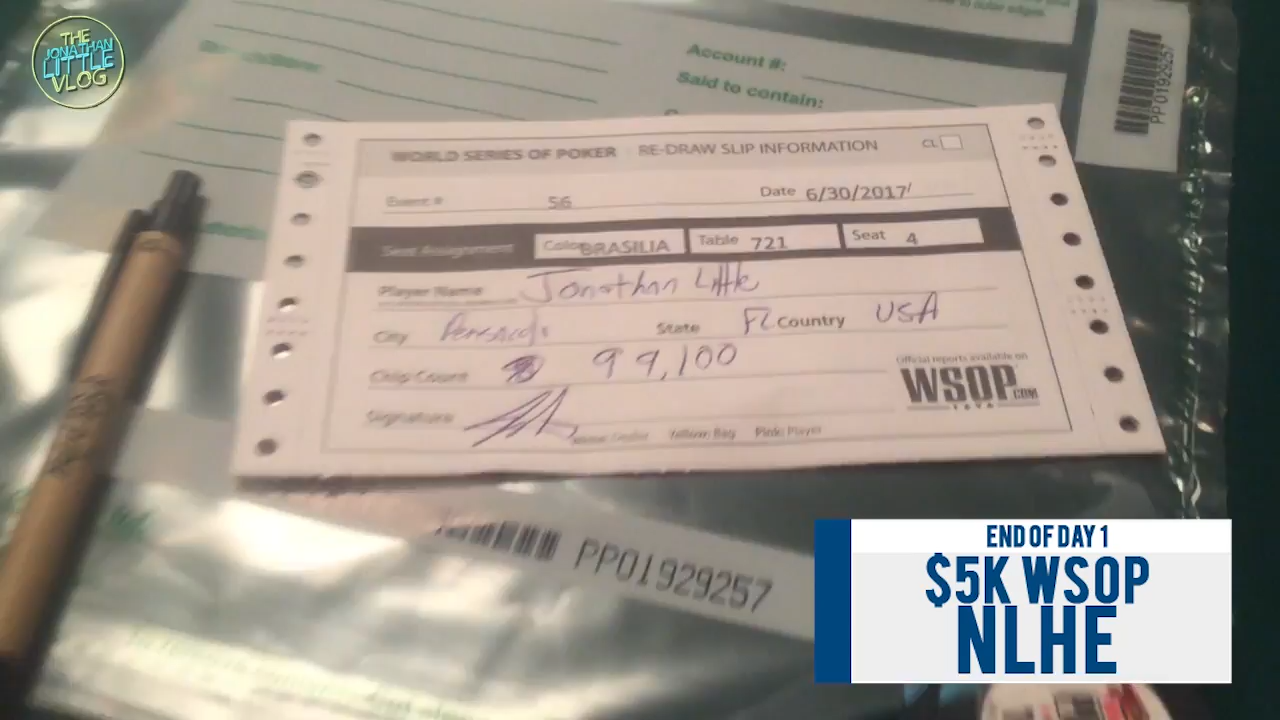 THE
JONATHAN
LITTLE
VLOG
Account #:
Said to contain:
PP01929257
WORLD SERIES OF POKER RE-DRAW SLIP INFORMATION CL
Event # 56 Date 6/30/2017/
Seat Assignment Color BRASILIA Table 721 Seat 4
Player Name Jonathan Little
City Pensacola State FL Country USA
Chip Count 99,100
Official reports available on
WSOP.COM
Signature
Yellow: Bag Pink: Player
PP01929257
END OF DAY 1
$5K WSOP
NLHE